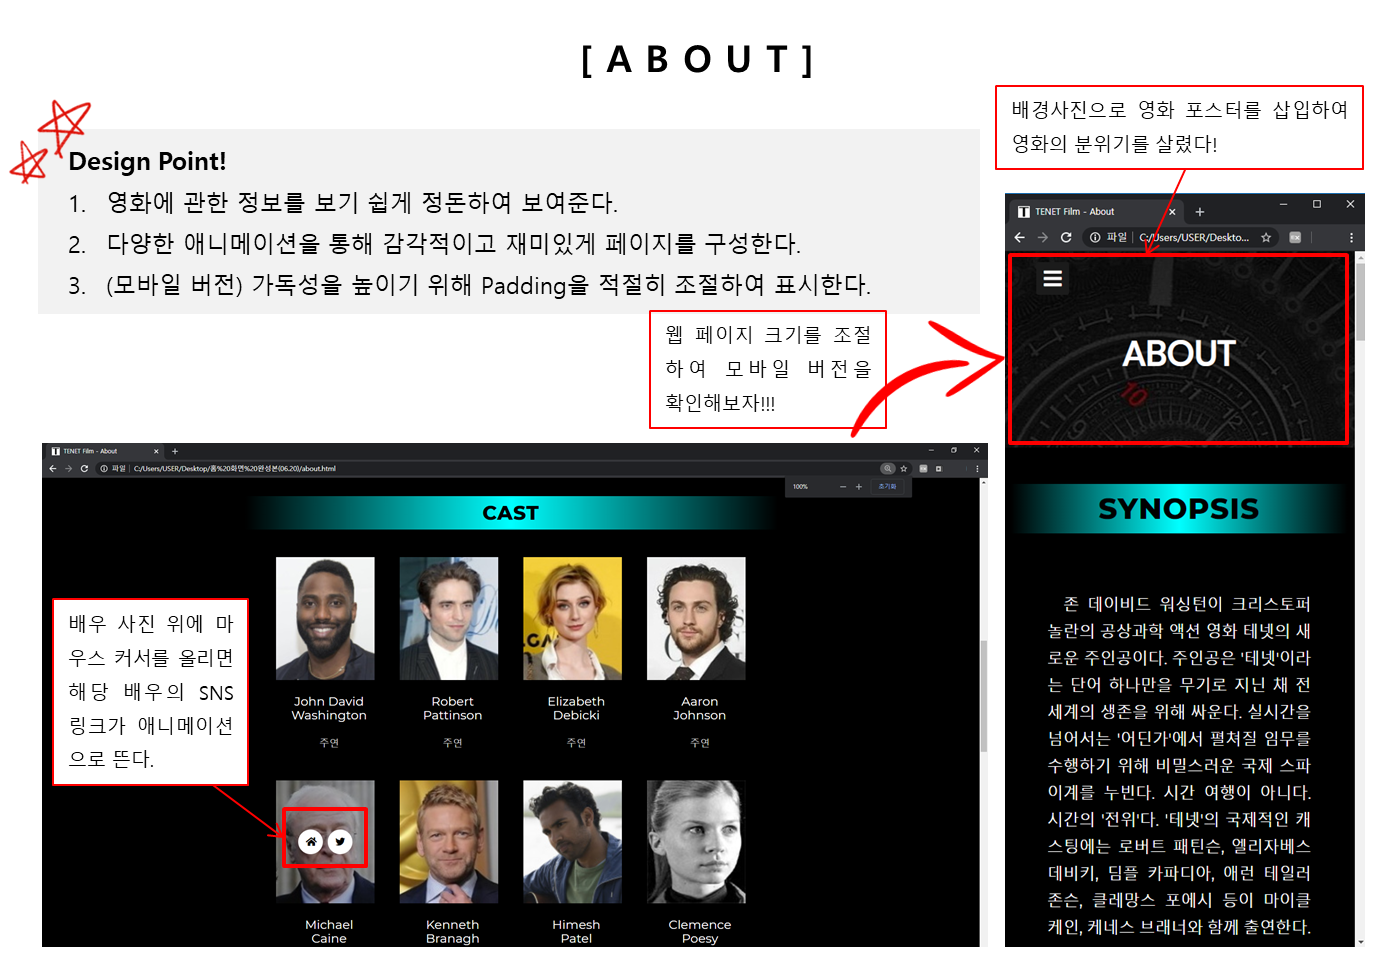 [ A B O U T ]
배경사진으로 영화 포스터를 삽입하여
영화의 분위기를 살렸다!
Design Point!
1. 영화에 관한 정보를 보기 쉽게 정돈하여 보여준다.
2. 다양한 애니메이션을 통해 감각적이고 재미있게 페이지를 구성한다.
3. (모바일 버전) 가독성을 높이기 위해 Padding을 적절히 조절하여 표시한다.
웹 페이지 크기를 조절
하여 모바일 버전을
확인해보자!!!
TENET Film - About
파일 | C:/Users/USER/Desktop/홈%20화면%20완성본(06.20)/about.html
100%
초기화
CAST
John David
Washington
주연
Robert
Pattinson
주연
Elizabeth
Debicki
주연
Aaron
Johnson
주연
배우 사진 위에 마
우스 커서를 올리면
해당 배우의 SNS
링크가 애니메이션
으로 뜬다.
Michael
Caine
Kenneth
Branagh
Himesh
Patel
Clemence
Poesy
TENET Film - About
파일 | C:/Users/USER/Deskto...
ABOUT
10
9
SYNOPSIS
존 데이비드 워싱턴이 크리스토퍼
놀란의 공상과학 액션 영화 테넷의 새
로운 주인공이다. 주인공은 '테넷'이라
는 단어 하나만을 무기로 지닌 채 전
세계의 생존을 위해 싸운다. 실시간을
넘어서는 '어딘가'에서 펼쳐질 임무를
수행하기 위해 비밀스러운 국제 스파
이계를 누빈다. 시간 여행이 아니다.
시간의 '전위'다. '테넷'의 국제적인 캐
스팅에는 로버트 패틴슨, 엘리자베스
데비키, 딤플 카파디아, 애런 테일러
존슨, 클레망스 포에시 등이 마이클
케인, 케네스 브래너와 함께 출연한다.